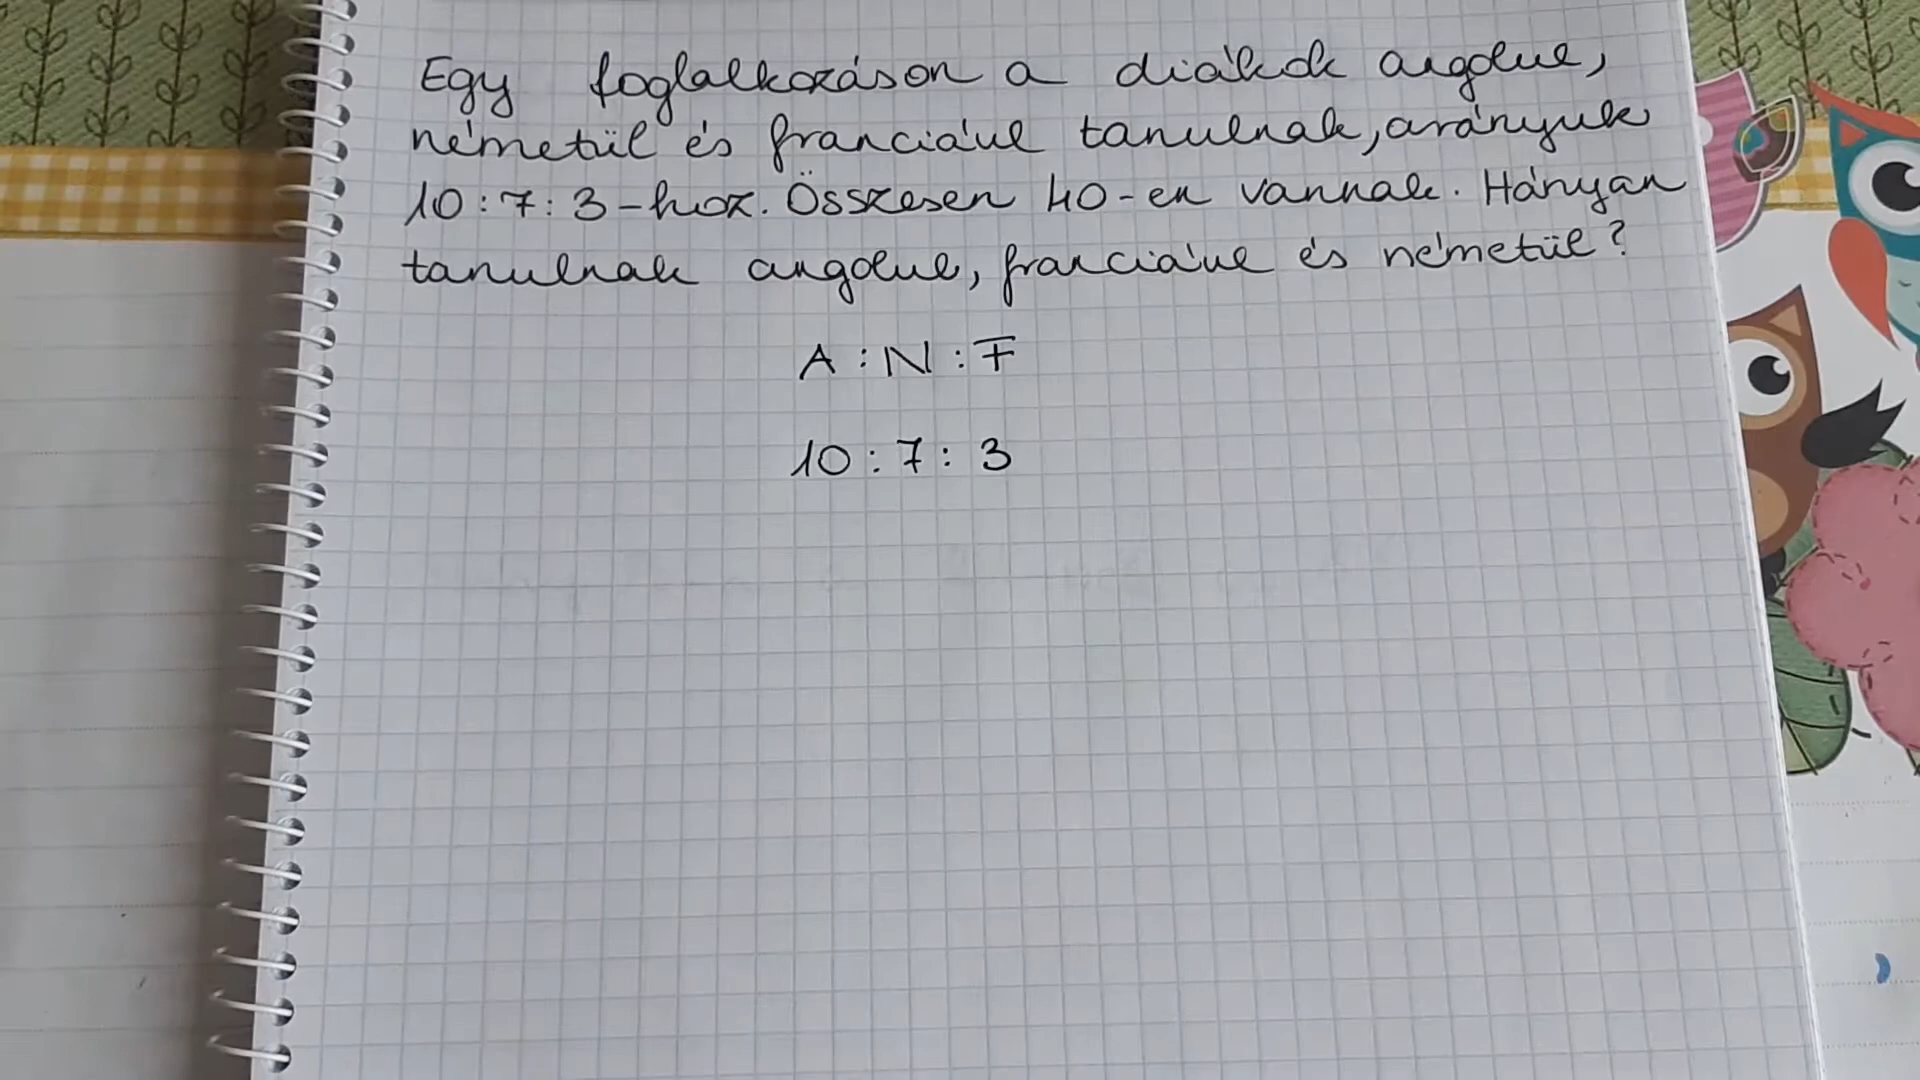 Egy foglalkozáson a diákok angolul,
németül és franciául tanulnak, arányuk
10:7:3-hoz. Összesen 40-en vannak. Hányan
tanulnak angolul, franciául és németül?
A : N : F
10 : 7 : 3